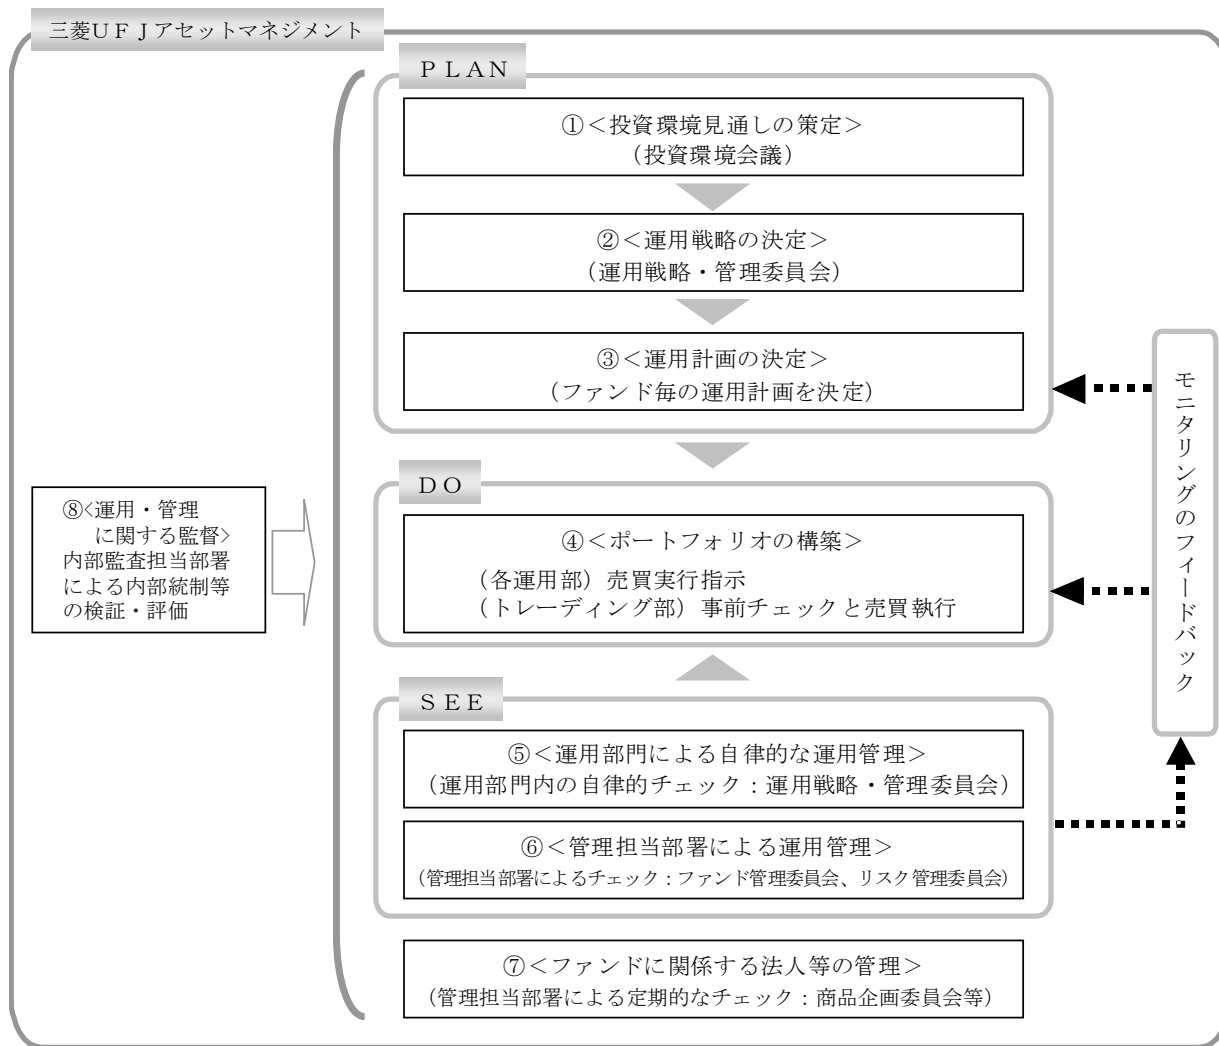 三菱ＵＦＪアセットマネジメント
ＰＬＡＮ
①＜投資環境見通しの策定＞
（投資環境会議）
②＜運用戦略の決定＞
（運用戦略・管理委員会）
③＜運用計画の決定＞
（ファンド毎の運用計画を決定）
ＤＯ
④＜ポートフォリオの構築＞
（各運用部）売買実行指示
（トレーディング部）事前チェックと売買執行
ＳＥＥ
⑤＜運用部門による自律的な運用管理＞
（運用部門内の自律的チェック：運用戦略・管理委員会）
⑥＜管理担当部署による運用管理＞
（管理担当部署によるチェック：ファンド管理委員会、リスク管理委員会）
⑦＜ファンドに関係する法人等の管理＞
（管理担当部署による定期的なチェック：商品企画委員会等）
⑧<運用・管理
に関する監督>
内部監査担当部署
による内部統制等
の検証・評価
モニタリングのフィードバック